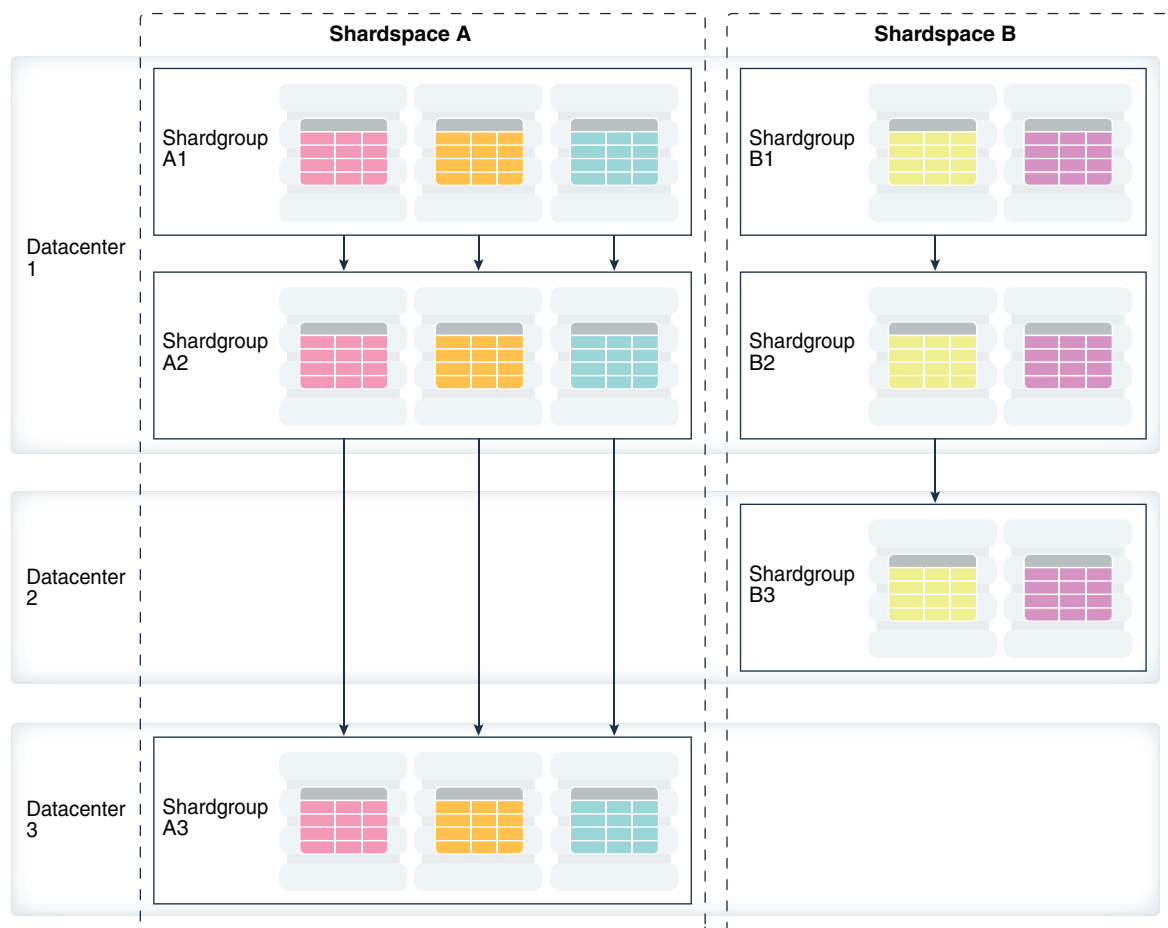 Shardspace A
Shardspace B
Datacenter
1
Shardgroup
A1
Shardgroup
B1
Shardgroup
A2
Shardgroup
B2
Datacenter
2
Shardgroup
B3
Datacenter
3
Shardgroup
A3